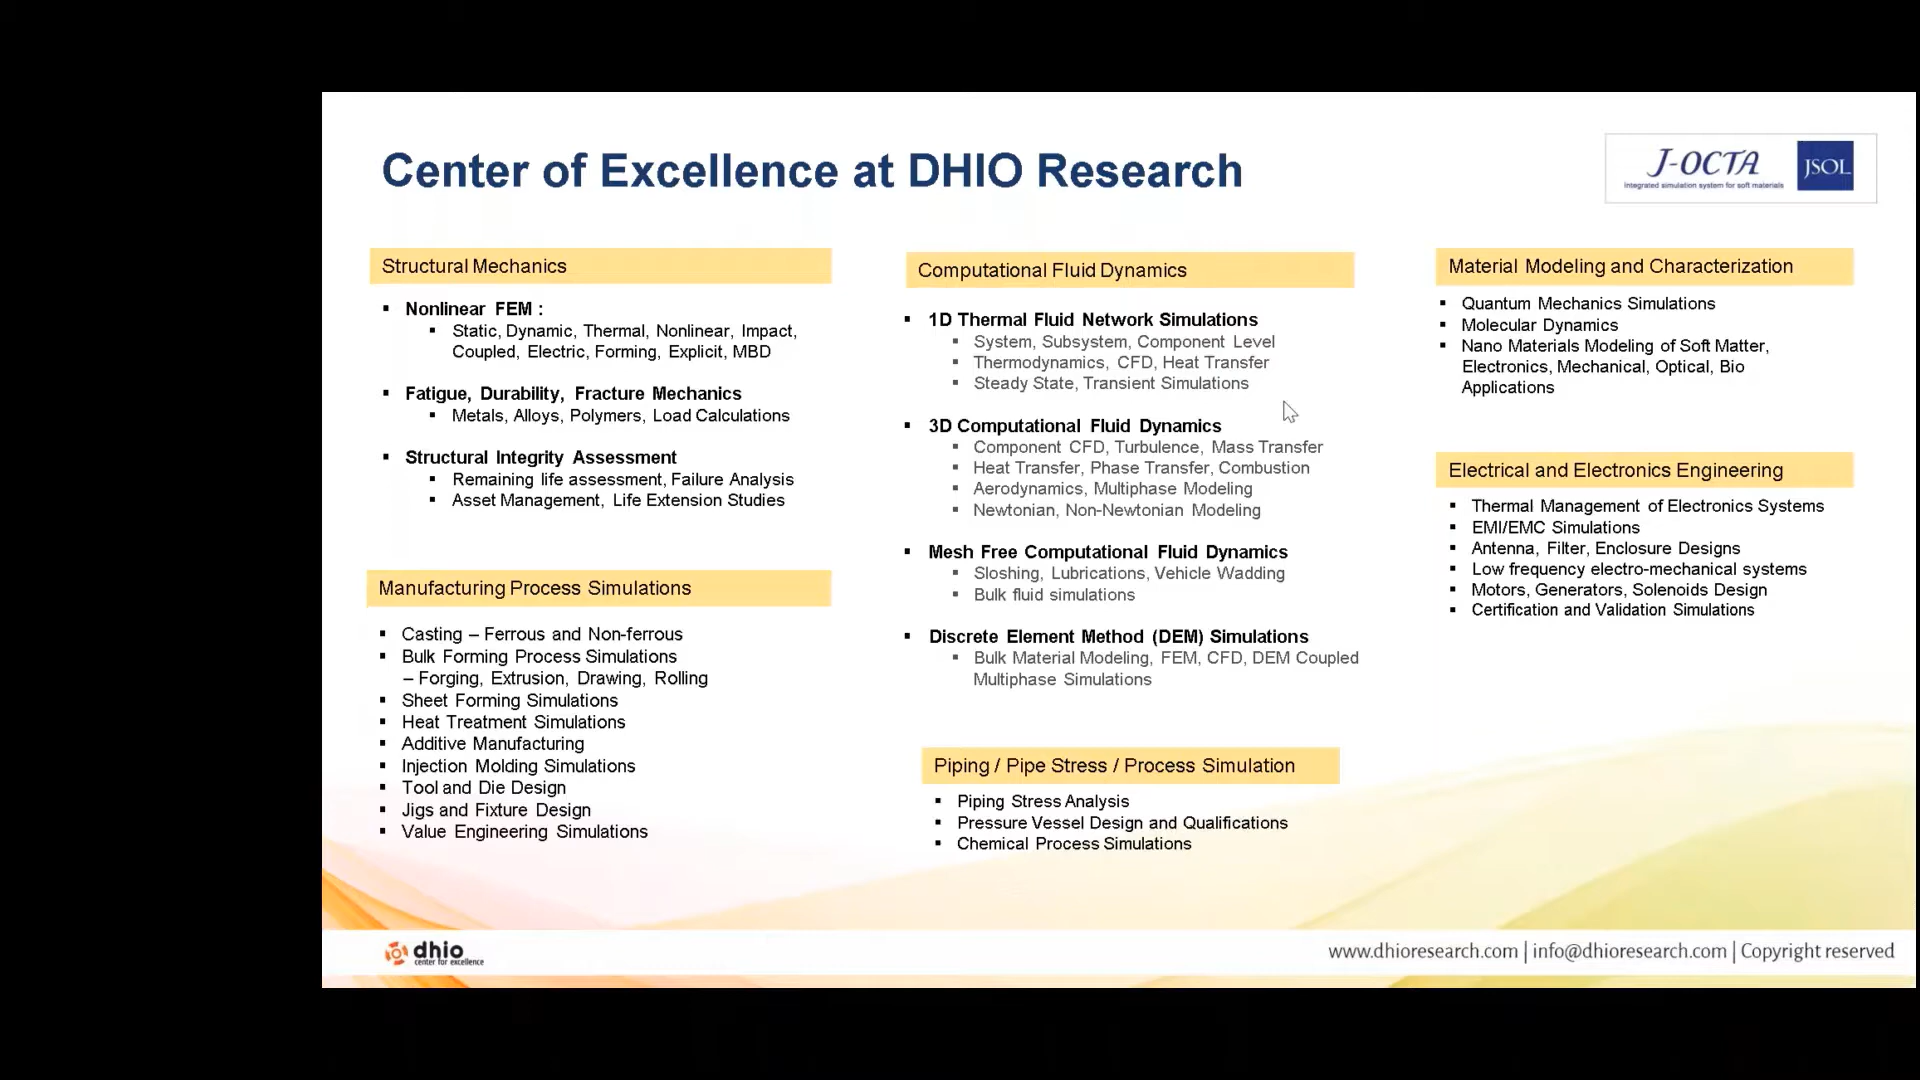 Center of Excellence at DHIO Research
J-OCTA
Integrated simulation system for soft materials
JSOL
Structural Mechanics
Nonlinear FEM :
Static, Dynamic, Thermal, Nonlinear, Impact,
Coupled, Electric, Forming, Explicit, MBD
Fatigue, Durability, Fracture Mechanics
Metals, Alloys, Polymers, Load Calculations
Structural Integrity Assessment
Remaining life assessment, Failure Analysis
Asset Management, Life Extension Studies
Manufacturing Process Simulations
Casting – Ferrous and Non-ferrous
Bulk Forming Process Simulations
– Forging, Extrusion, Drawing, Rolling
Sheet Forming Simulations
Heat Treatment Simulations
Additive Manufacturing
Injection Molding Simulations
Tool and Die Design
Jigs and Fixture Design
Value Engineering Simulations
Computational Fluid Dynamics
1D Thermal Fluid Network Simulations
System, Subsystem, Component Level
Thermodynamics, CFD, Heat Transfer
Steady State, Transient Simulations
3D Computational Fluid Dynamics
Component CFD, Turbulence, Mass Transfer
Heat Transfer, Phase Transfer, Combustion
Aerodynamics, Multiphase Modeling
Newtonian, Non-Newtonian Modeling
Mesh Free Computational Fluid Dynamics
Sloshing, Lubrications, Vehicle Wadding
Bulk fluid simulations
Discrete Element Method (DEM) Simulations
Bulk Material Modeling, FEM, CFD, DEM Coupled
Multiphase Simulations
Piping / Pipe Stress / Process Simulation
Piping Stress Analysis
Pressure Vessel Design and Qualifications
Chemical Process Simulations
Material Modeling and Characterization
Quantum Mechanics Simulations
Molecular Dynamics
Nano Materials Modeling of Soft Matter,
Electronics, Mechanical, Optical, Bio
Applications
Electrical and Electronics Engineering
Thermal Management of Electronics Systems
EMI/EMC Simulations
Antenna, Filter, Enclosure Designs
Low frequency electro-mechanical systems
Motors, Generators, Solenoids Design
Certification and Validation Simulations
dhio
center for excellence
www.dhioresearch.com | info@dhioresearch.com | Copyright reserved